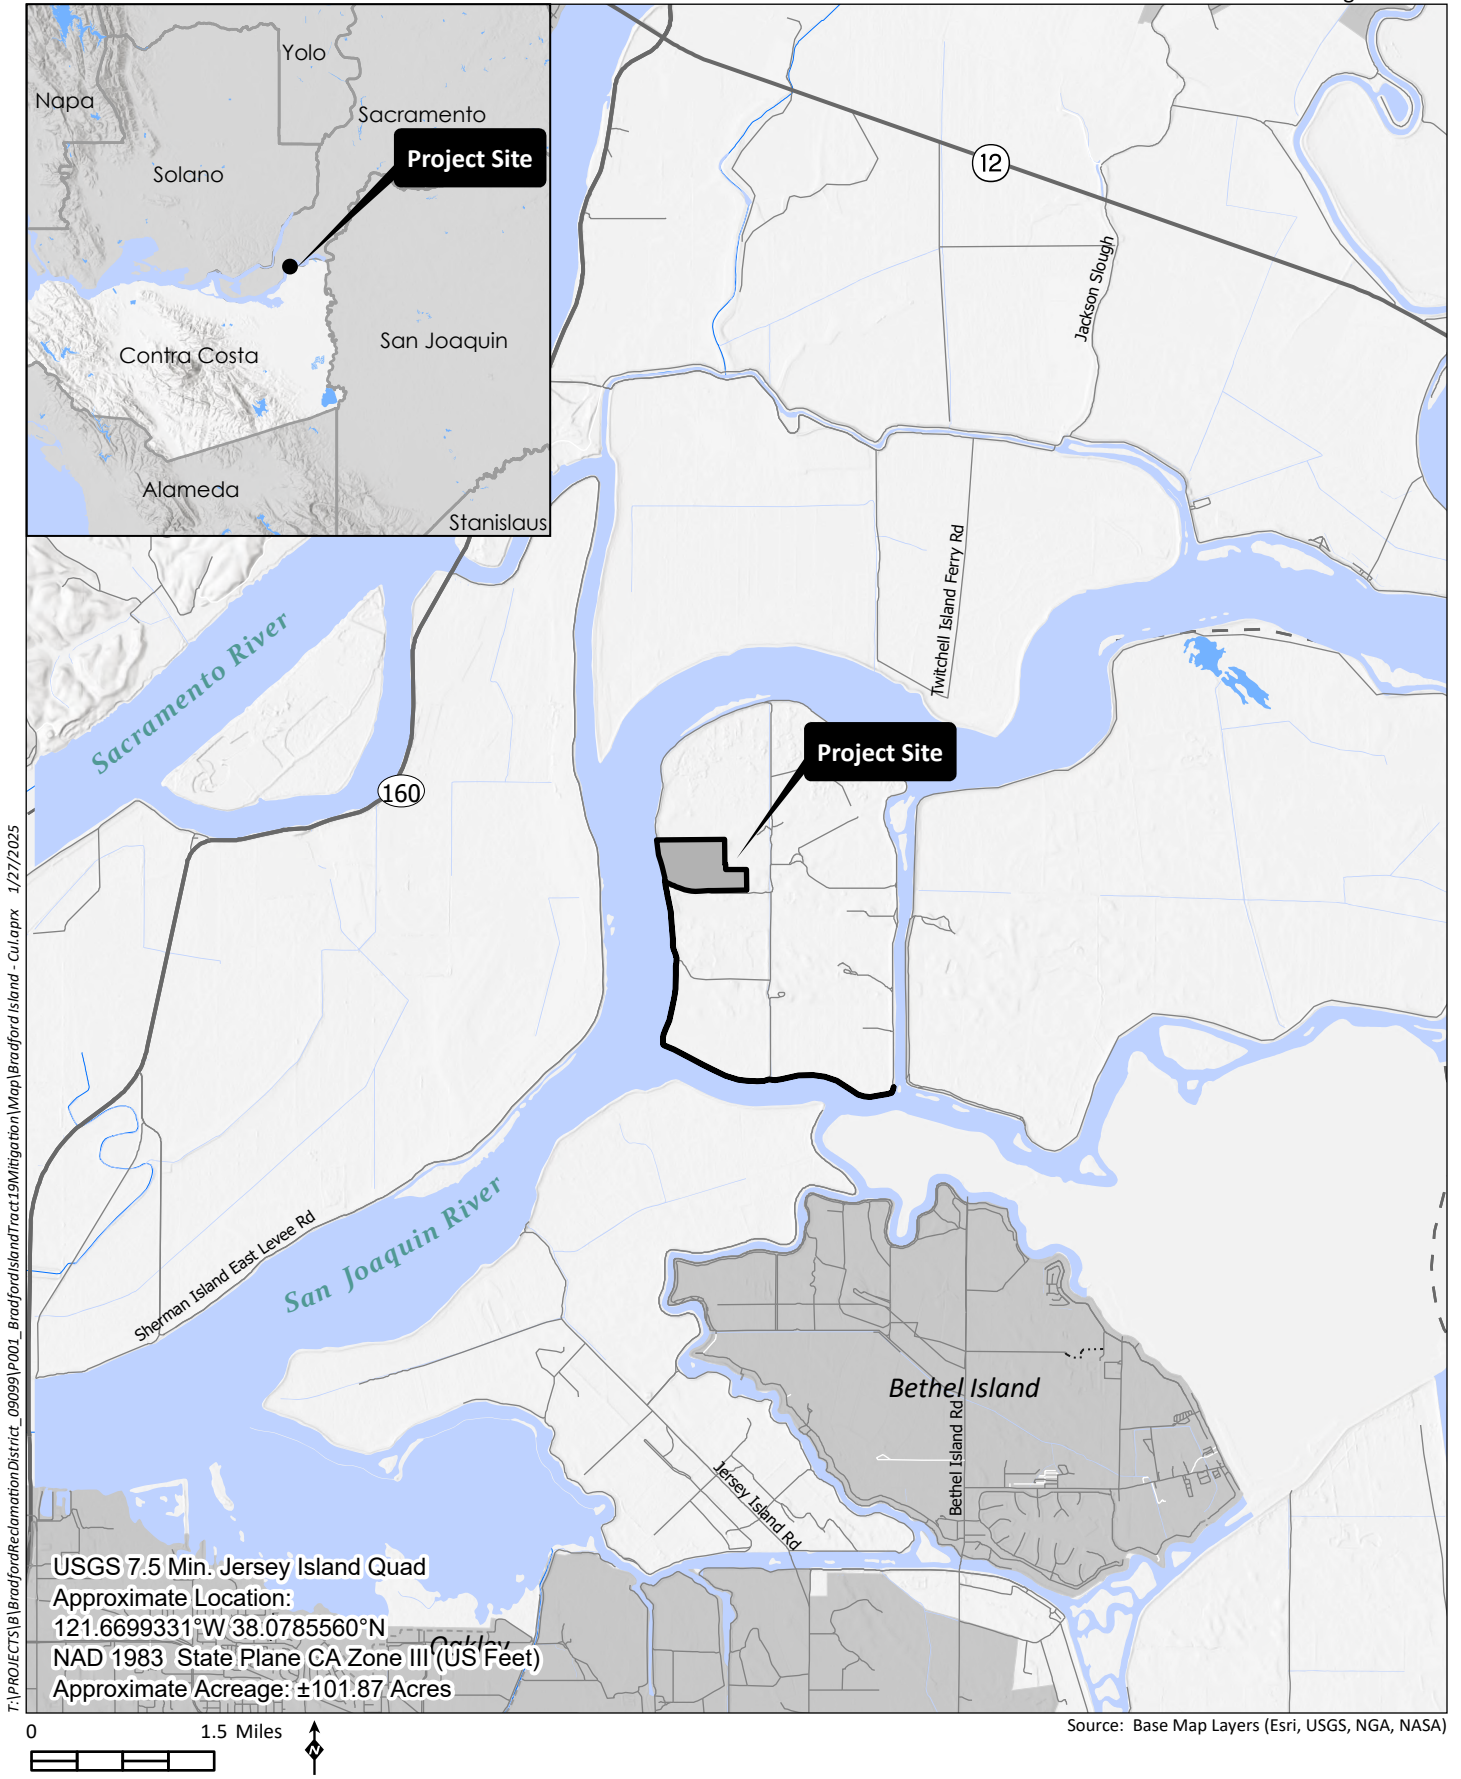 Yolo
Napa
Sacramento
Project Site
Solano
San Joaquin
Contra Costa
Alameda
Stanislaus
12
Jackson Slough
Twitchell Island Ferry Rd
Sacramento River
Project Site
160
Sherman Island East Levee Rd
San Joaquin River
Bethel Island
Bethel Island Rd
Jersey Island Rd
Oakley
USGS 7.5 Min. Jersey Island Quad
Approximate Location:
121.6699331°W 38.0785560°N
NAD 1983 State Plane CA Zone III (US Feet)
Approximate Acreage: ±101.87 Acres
T:\PROJECTS\B\BradfordReclamationDistrict_09099\P001_BradfordIslandTract19Mitigation\Map\Bradford Island - Cul.aprx 1/27/2025
0 1.5 Miles
N
Source: Base Map Layers (Esri, USGS, NGA, NASA)